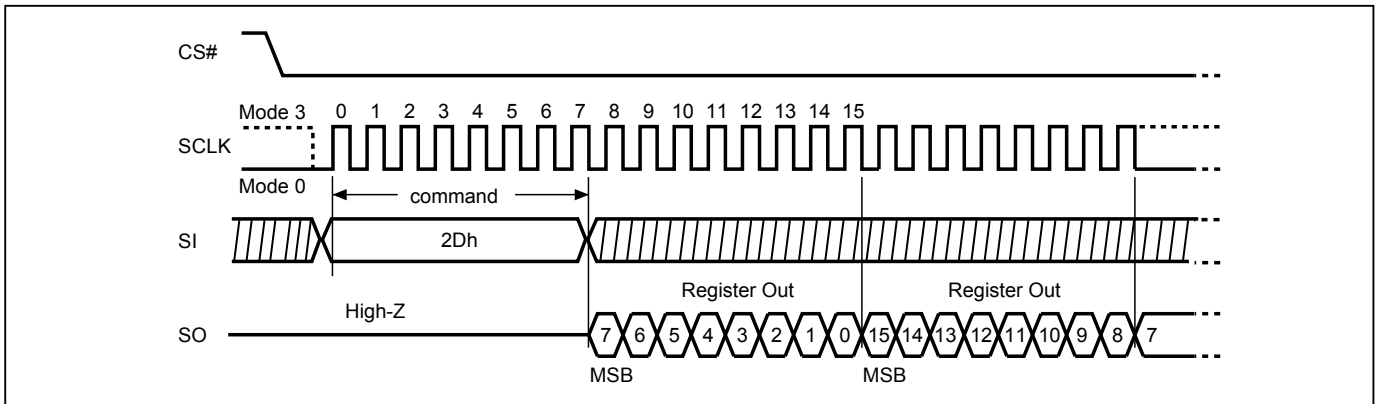 CS#
Mode 3 0 1 2 3 4 5 6 7 8 9 10 11 12 13 14 15
SCLK
Mode 0
command
SI 2Dh
Register Out Register Out
High-Z
SO 7 6 5 4 3 2 1 0 15 14 13 12 11 10 9 8 7
MSB MSB